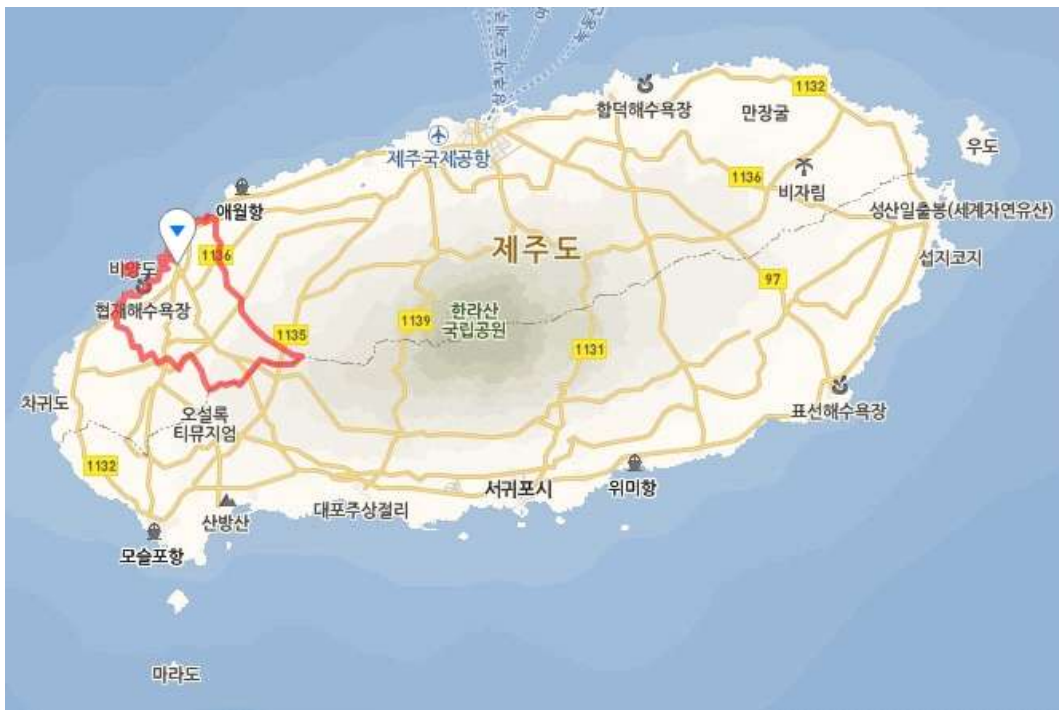 1132
함덕해수욕장
만장굴
우도
제주국제공항
1136
비자림
애월항
성산일출봉(세계자연유산)
1136
제주도
섭지코지
비양도
97
협재해수욕장
한라산
국립공원
1135
1139
1131
차귀도
오설록
티뮤지엄
표선해수욕장
1132
서귀포시
위미항
대포주상절리
산방산
모슬포항
마라도